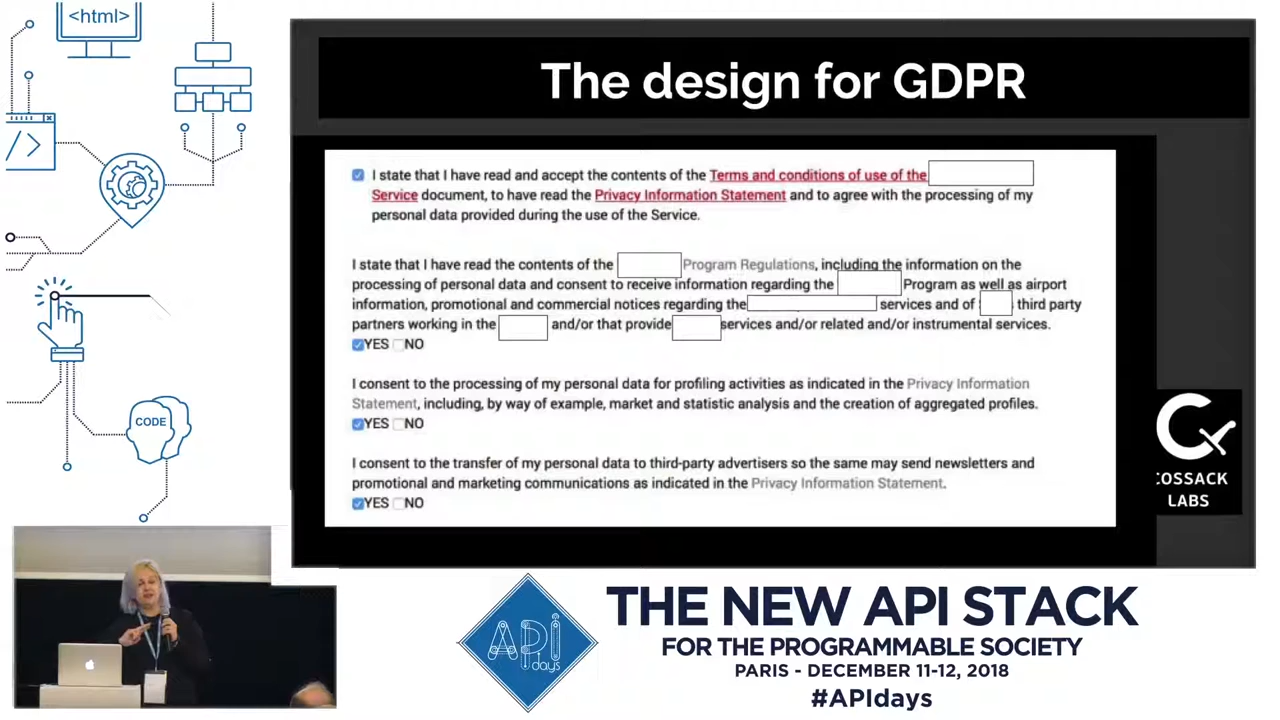 <html>
The design for GDPR
I state that I have read and accept the contents of the Terms and conditions of use of the
Service document, to have read the Privacy Information Statement and to agree with the processing of my
personal data provided during the use of the Service.
I state that I have read the contents of the Program Regulations, including the information on the
processing of personal data and consent to receive information regarding the Program as well as airport
information, promotional and commercial notices regarding the services and of third party
partners working in the and/or that provide services and/or related and/or instrumental services.
YES NO
I consent to the processing of my personal data for profiling activities as indicated in the Privacy Information
Statement, including, by way of example, market and statistic analysis and the creation of aggregated profiles.
YES NO
I consent to the transfer of my personal data to third-party advertisers so the same may send newsletters and
promotional and marketing communications as indicated in the Privacy Information Statement.
YES NO
COSSACK
LABS
</>
CODE
API
days
THE NEW API STACK
FOR THE PROGRAMMABLE SOCIETY
PARIS - DECEMBER 11-12, 2018
#APIdays